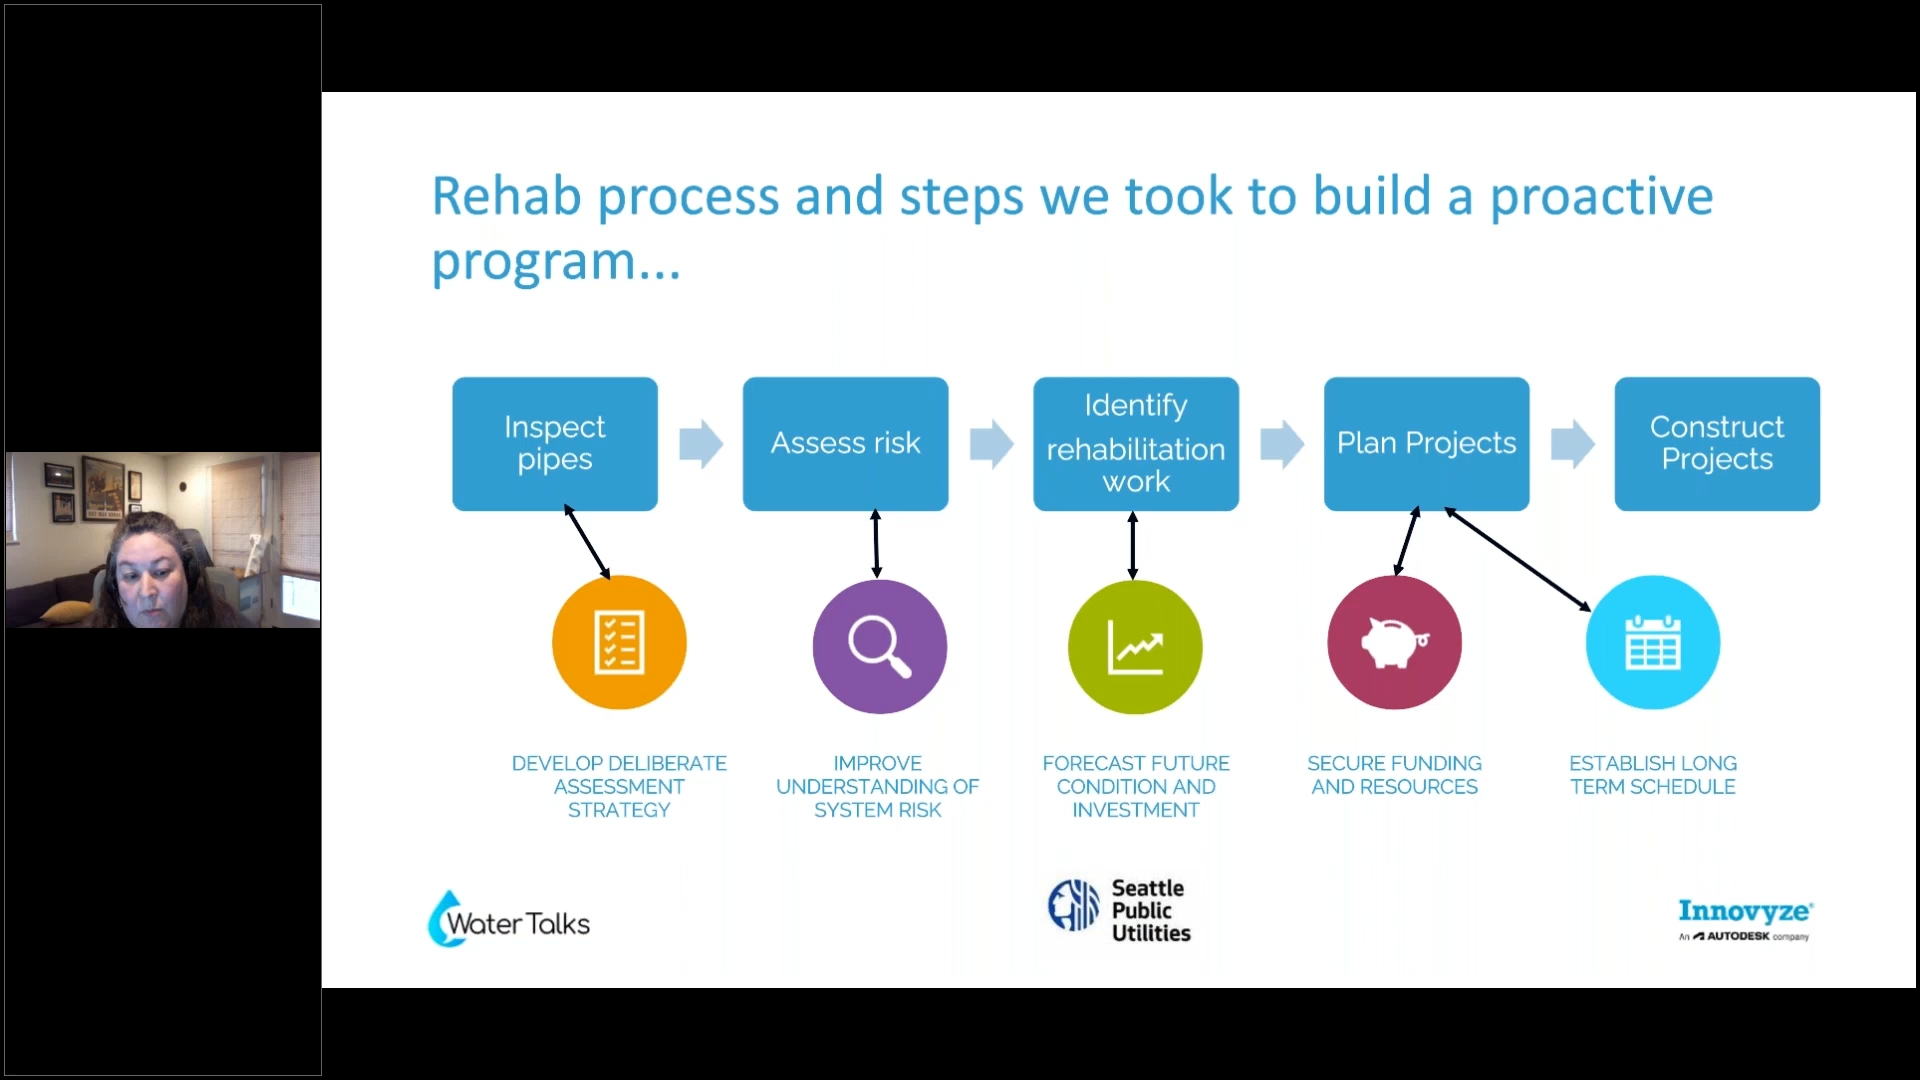 Rehab process and steps we took to build a proactive
program...
Inspect
pipes
Assess risk
Identify
rehabilitation
work
Plan Projects
Construct
Projects
DEVELOP DELIBERATE
ASSESSMENT
STRATEGY
IMPROVE
UNDERSTANDING OF
SYSTEM RISK
FORECAST FUTURE
CONDITION AND
INVESTMENT
SECURE FUNDING
AND RESOURCES
ESTABLISH LONG
TERM SCHEDULE
Water Talks
Seattle
Public
Utilities
Innovyze®
An AUTODESK company